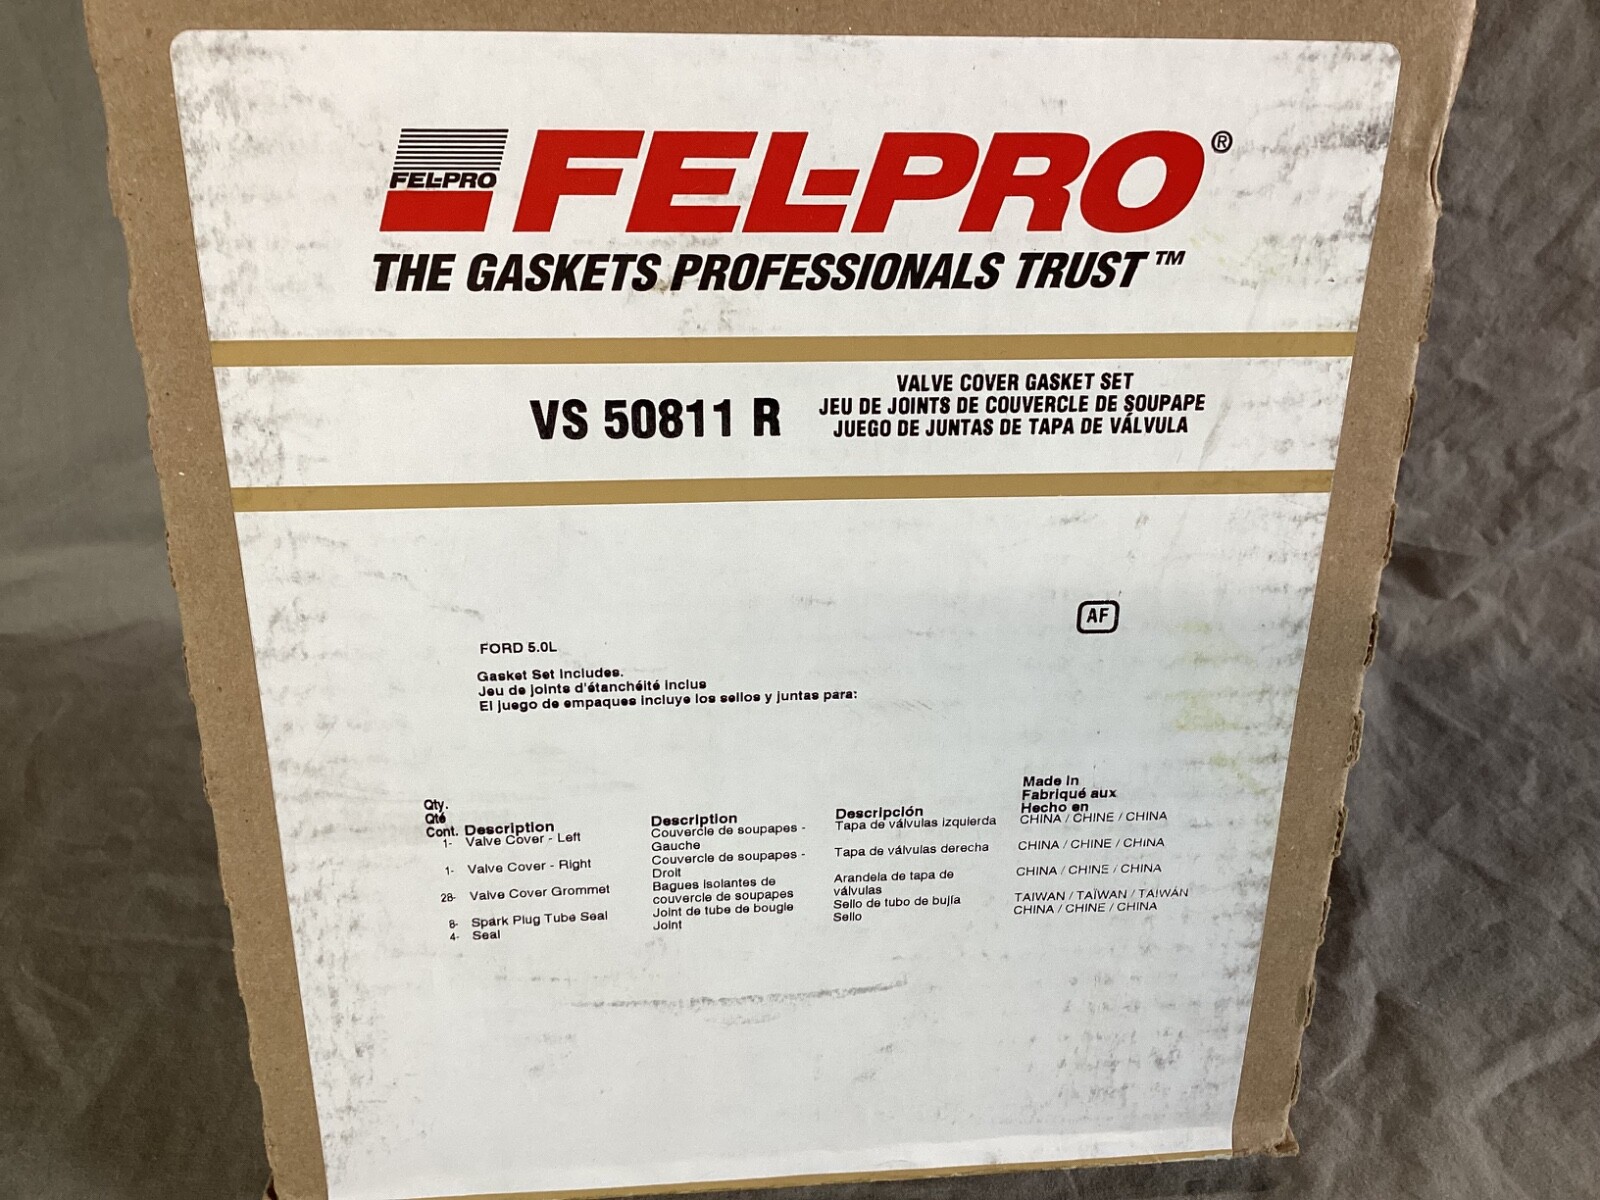 FEL-PRO
FEL-PRO®
THE GASKETS PROFESSIONALS TRUST™
VS 50811 R
VALVE COVER GASKET SET
JEU DE JOINTS DE COUVERCLE DE SOUPAPE
JUEGO DE JUNTAS DE TAPA DE VÁLVULA
AF
FORD 5.0L
Gasket Set Includes.
Jeu de joints d'étanchéité inclus
El juego de empaques incluye los sellos y juntas para:
Qty.
Qté
Cont. Description
1- Valve Cover - Left
1- Valve Cover - Right
28- Valve Cover Grommet
8- Spark Plug Tube Seal
4- Seal
Description
Couvercle de soupapes -
Gauche
Couvercle de soupapes -
Droit
Bagues isolantes de
couvercle de soupapes
Joint de tube de bougie
Joint
Descripción
Tapa de válvulas izquierda
Tapa de válvulas derecha
Arandela de tapa de
válvulas
Sello de tubo de bujía
Sello
Made in
Fabriqué aux
Hecho en
CHINA / CHINE / CHINA
CHINA / CHINE / CHINA
CHINA / CHINE / CHINA
TAIWAN / TAÏWAN / TAIWÁN
CHINA / CHINE / CHINA